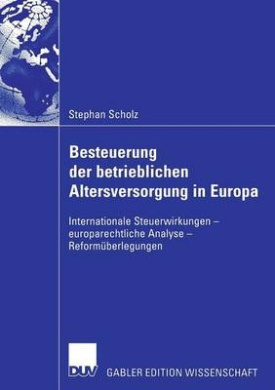 Stephan Scholz
Besteuerung
der betrieblichen
Altersversorgung in Europa
Internationale Steuerwirkungen –
europarechtliche Analyse –
Reformüberlegungen
DUV
GABLER EDITION WISSENSCHAFT